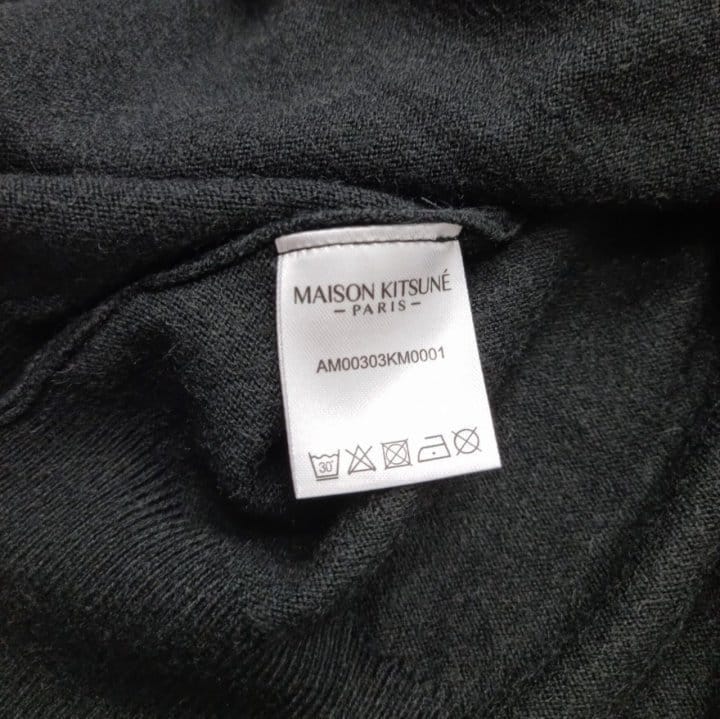 MAISON KITSUNÉ
– PARIS –
AM00303KM0001
30°